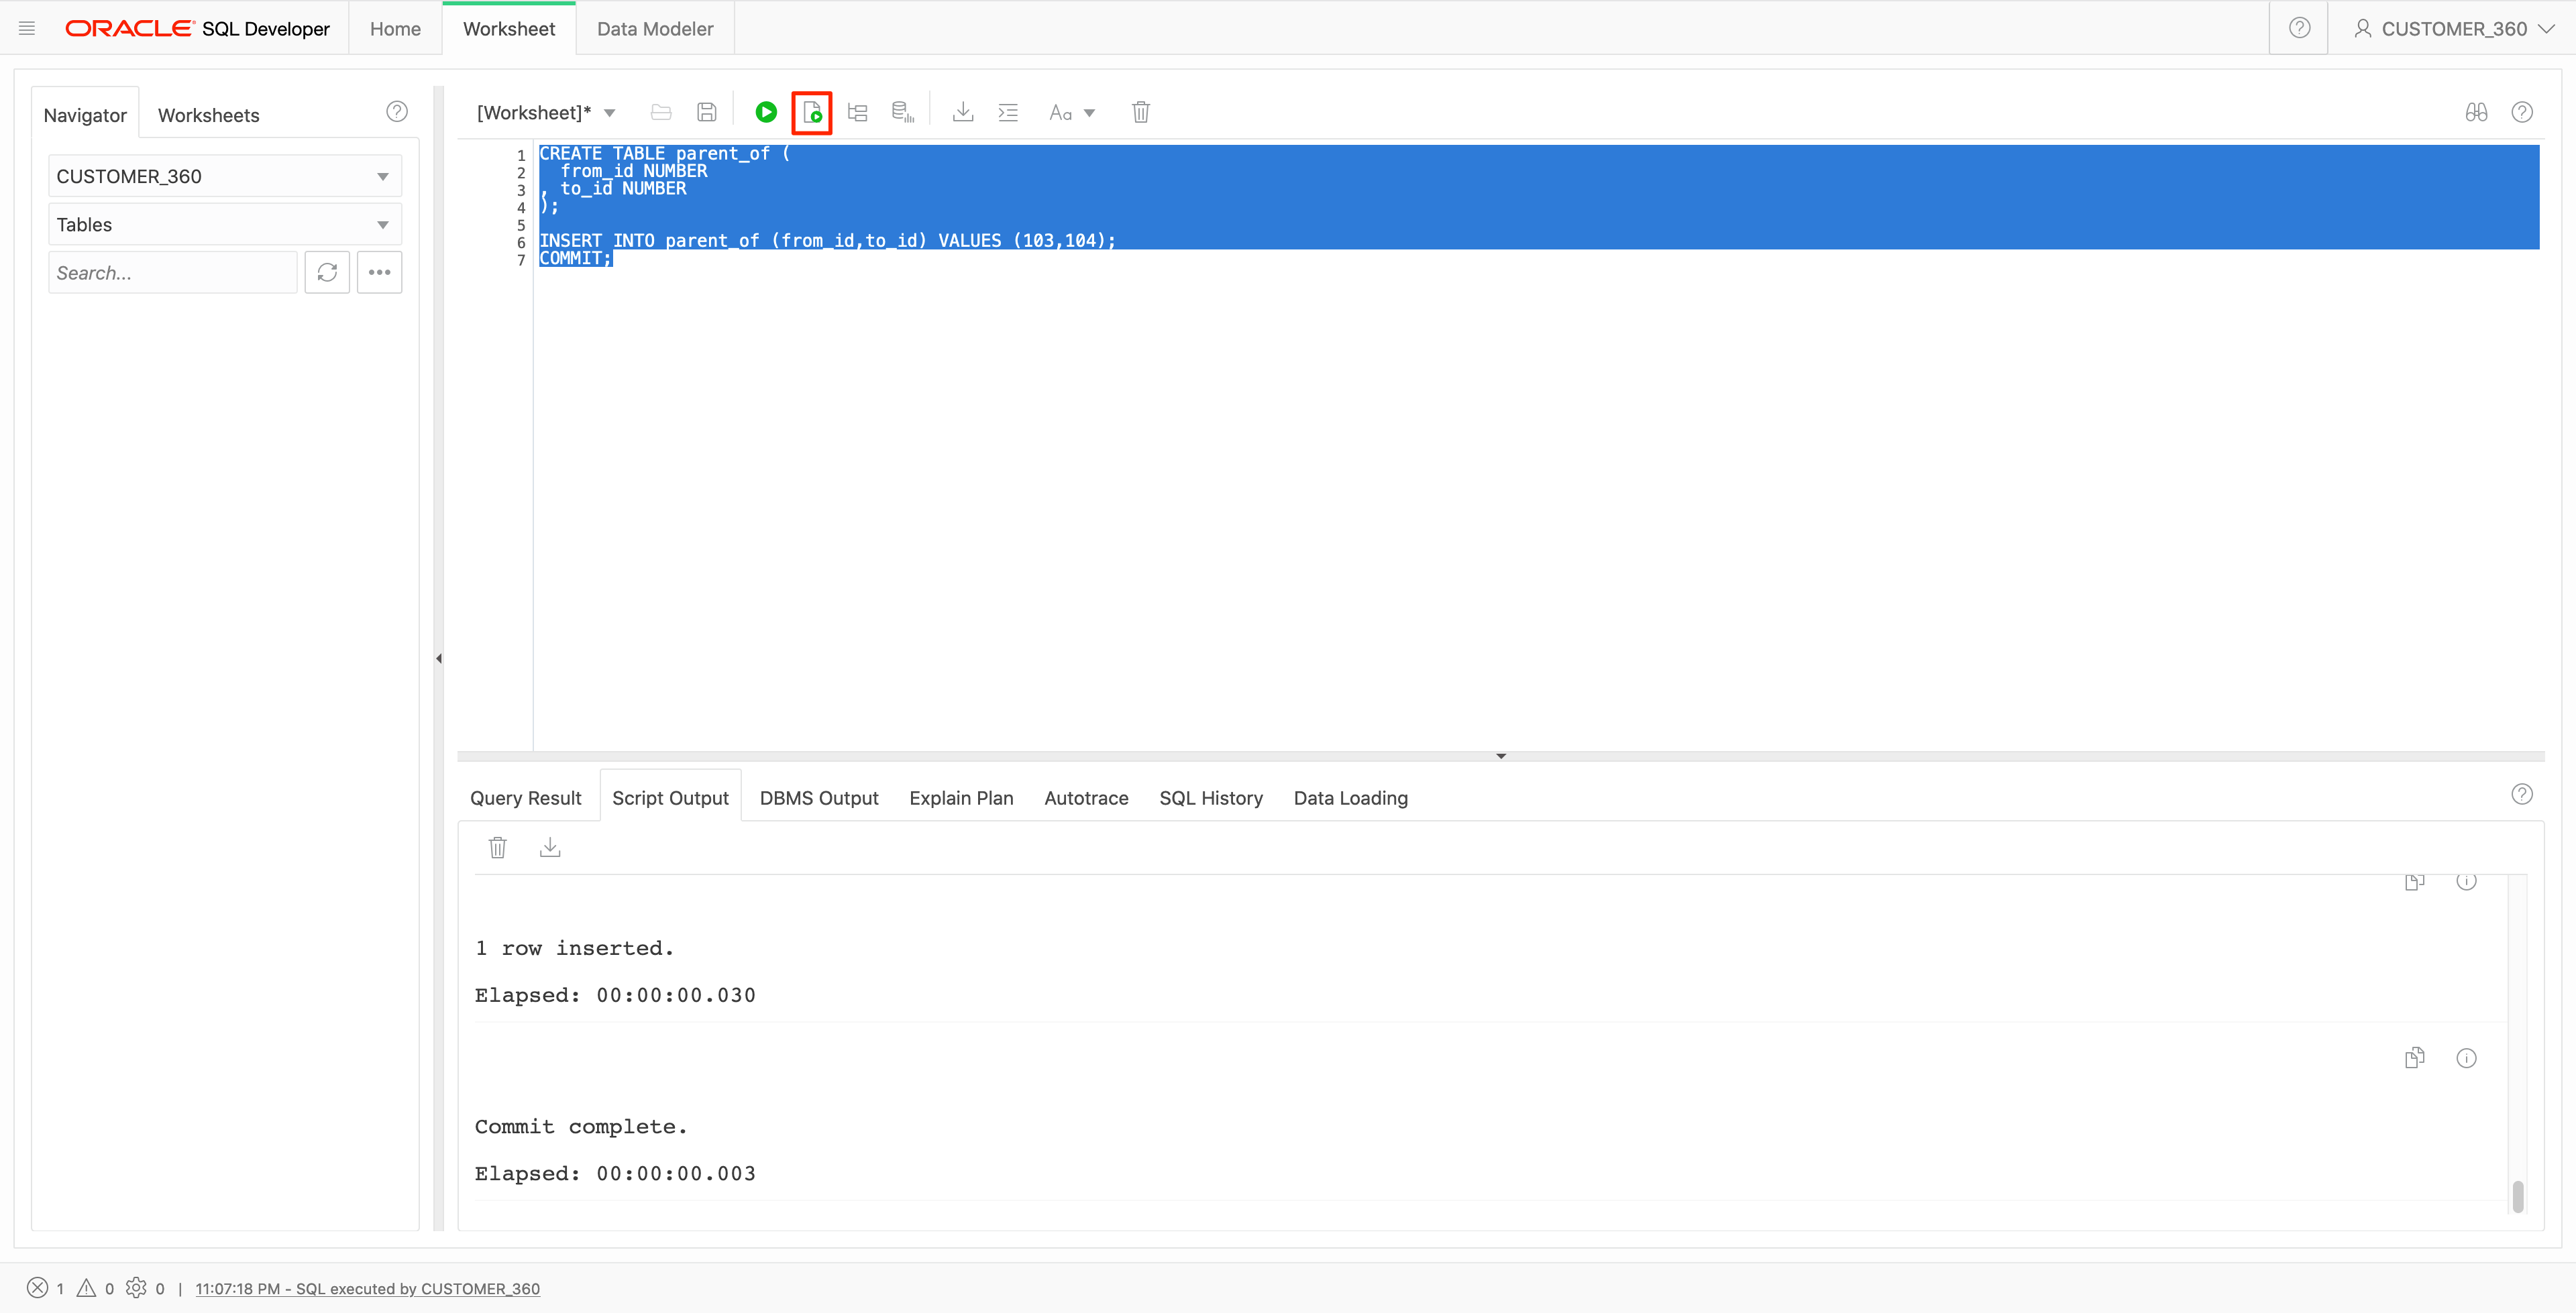 ORACLE SQL Developer Home Worksheet Data Modeler CUSTOMER_360
Navigator Worksheets
CUSTOMER_360
Tables
Search...
[Worksheet]* Aa
1 CREATE TABLE parent_of (
2 from_id NUMBER
3 , to_id NUMBER
4 );
5
6 INSERT INTO parent_of (from_id,to_id) VALUES (103,104);
7 COMMIT;
Query Result Script Output DBMS Output Explain Plan Autotrace SQL History Data Loading
1 row inserted.
Elapsed: 00:00:00.030
Commit complete.
Elapsed: 00:00:00.003
1 0 0 | 11:07:18 PM - SQL executed by CUSTOMER_360